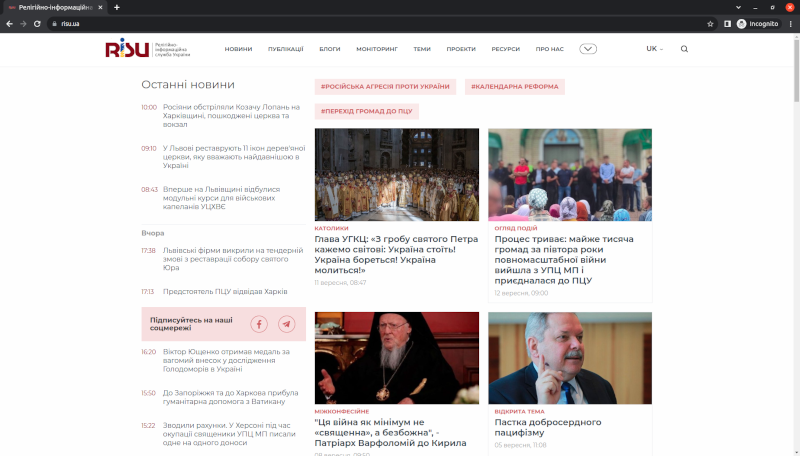 Релігійно-інформаційна
risu.ua
Incognito
RISU
Релігійно
інформаційна
служба України
НОВИНИ
ПУБЛІКАЦІЇ
БЛОГИ
МОНІТОРИНГ
ТЕМИ
ПРОЕКТИ
РЕСУРСИ
ПРО НАС
UK
Останні новини
10:00 Росіяни обстріляли Козачу Лопань на
Харківщині, пошкоджені церква та
вокзал
09:10 У Львові реставрують 11 ікон дерев'яної
церкви, яку вважають найдавнішою в
Україні
08:43 Вперше на Львівщині відбулися
модульні курси для військових
капеланів УЦХВЄ
Вчора
17:38 Львівські фірми викрили на тендерній
змові з реставрації собору святого
Юра
17:13 Предстоятель ПЦУ відвідав Харків
Підписуйтесь на наші
соцмережі
16:20 Віктор Ющенко отримав медаль за
вагомий внесок у дослідження
Голодоморів в Україні
15:50 До Запоріжжя та до Харкова прибула
гуманітарна допомога з Ватикану
15:22 Зводили рахунки. У Херсоні під час
окупації священики УПЦ МП писали
одне на одного доноси
#РОСІЙСЬКА АГРЕСІЯ ПРОТИ УКРАЇНИ
#КАЛЕНДАРНА РЕФОРМА
#ПЕРЕХІД ГРОМАД ДО ПЦУ
КАТОЛИКИ
Глава УГКЦ: «З гробу святого Петра
кажемо світові: Україна стоїть!
Україна бореться! Україна
молиться!»
11 вересня, 08:47
ОГЛЯД ПОДІЙ
Процес триває: майже тисяча
громад за півтора роки
повномасштабної війни
вийшла з УПЦ МП і
приєдналася до ПЦУ
12 вересня, 09:00
МІЖКОНФЕСІЙНЕ
"Ця війна як мінімум не
«священна», а безбожна", -
Патріарх Варфоломій до Кирила
08 вересня, 09:50
ВІДКРИТА ТЕМА
Пастка добросердного
пацифізму
05 вересня, 11:08